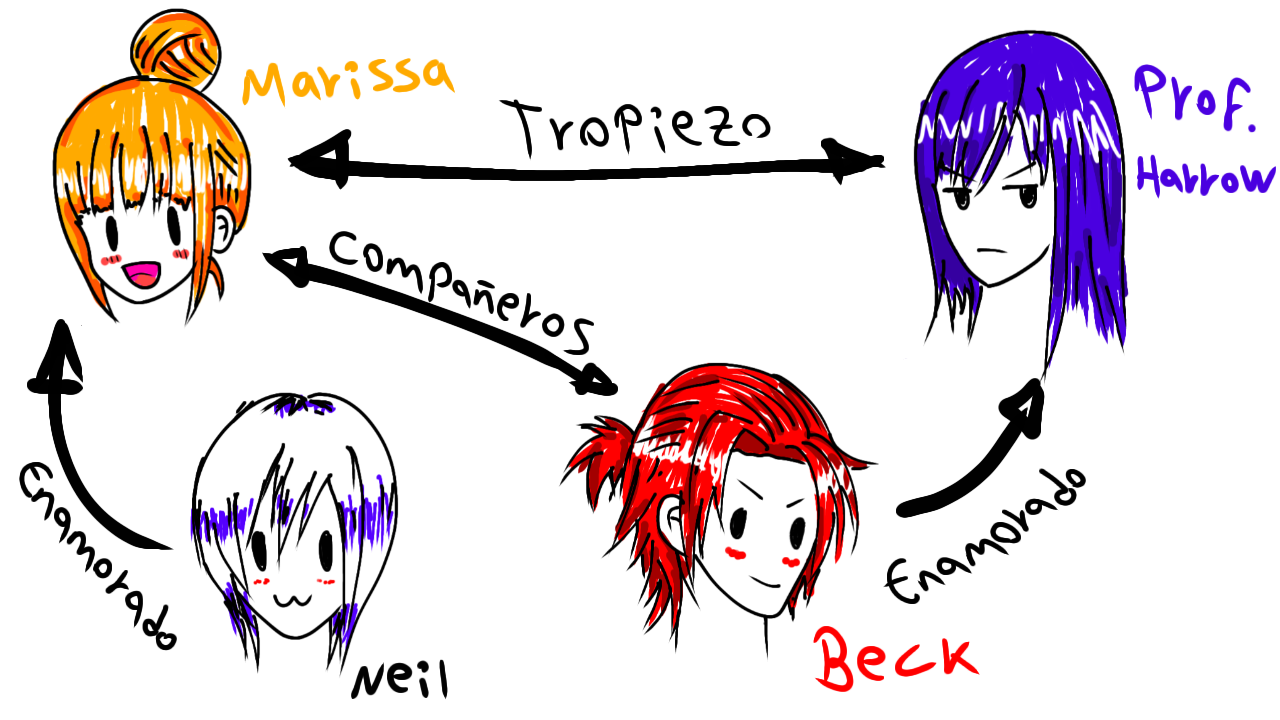 Marissa
Tropiezo
Prof.
Harrow
Compañeros
Enamorado
Enamorado
Neil
Beck